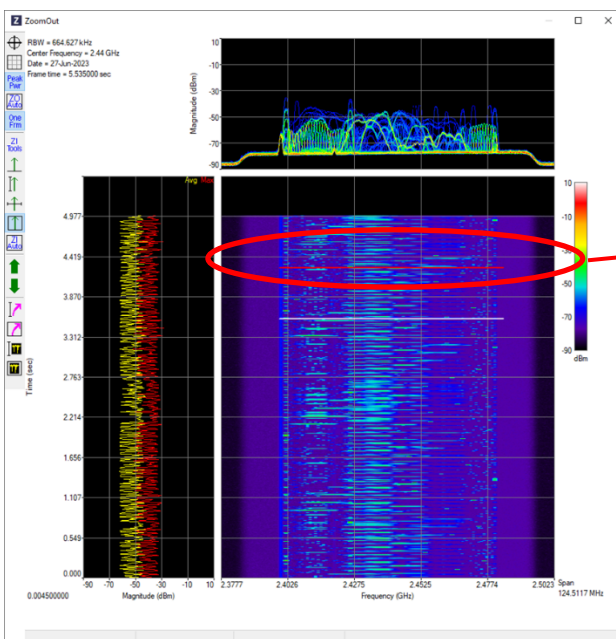 ZoomOut
RBW = 664.627 kHz
Center Frequency = 2.44 GHz
Date = 27-Jun-2023
Frame time = 5.535000 sec
Peak
Pwr
ZO
Auto
One
Frm
ZI
Tools
ZI
Auto
Magnitude (dBm)
10
-10
-30
-50
-70
-90
Avg Max
Time (sec)
4.977
4.419
3.870
3.312
2.763
2.214
1.656
1.107
0.549
0.000
-90 -70 -50 -30 -10 10
0.004500000
Magnitude (dBm)
2.3777 2.4026 2.4275 2.4525 2.4774 2.5023
Frequency (GHz)
Span
124.5117 MHz
10
-10
-50
-70
-90
dBm